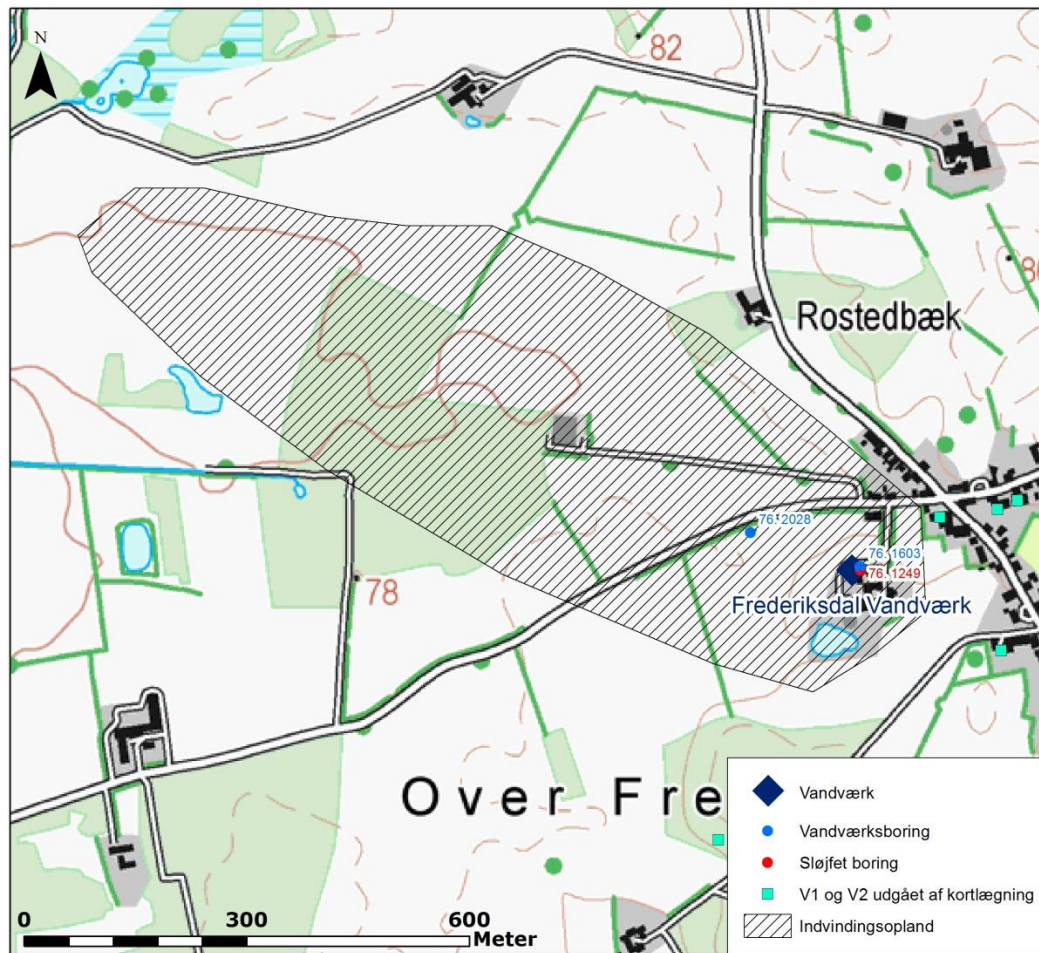 N
82
80
Rostedbæk
76. 2028
76. 1603
76. 1249
Frederiksdal Vandværk
78
Over Fre
Vandværk
Vandværksboring
Sløjfet boring
V1 og V2 udgået af kortlægning
Indvindingsopland
0 300 600
Meter